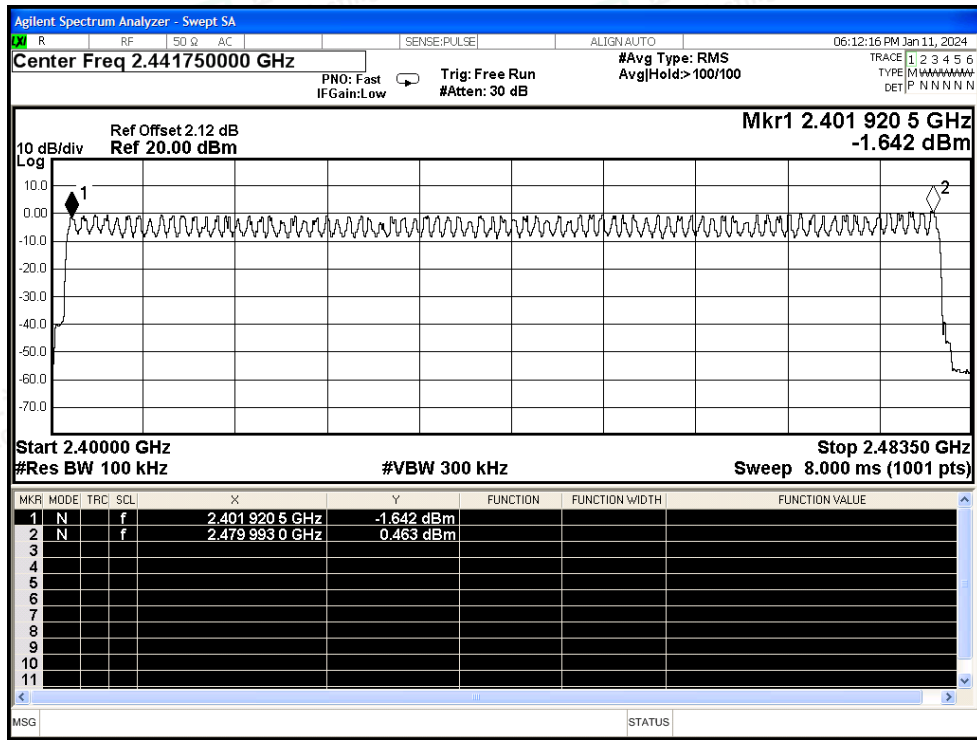 Agilent Spectrum Analyzer - Swept SA
LXI R RF 50 Ω AC SENSE:PULSE ALIGN AUTO 06:12:16 PM Jan 11, 2024
Center Freq 2.441750000 GHz #Avg Type: RMS TRACE 1 2 3 4 5 6
PNO: Fast Trig: Free Run Avg|Hold:>100/100 TYPE M WWWWW
IFGain:Low #Atten: 30 dB DET P N N N N N
Mkr1 2.401 920 5 GHz
Ref Offset 2.12 dB
10 dB/div Ref 20.00 dBm -1.642 dBm
Log
10.0
1
2
0.00
-10.0
-20.0
-30.0
-40.0
-50.0
-60.0
-70.0
Start 2.40000 GHz Stop 2.48350 GHz
#Res BW 100 kHz #VBW 300 kHz Sweep 8.000 ms (1001 pts)
MKR MODE TRC SCL X Y FUNCTION FUNCTION WIDTH FUNCTION VALUE
1 N f 2.401 920 5 GHz -1.642 dBm
2 N f 2.479 993 0 GHz 0.463 dBm
3
4
5
6
7
8
9
10
11
MSG STATUS